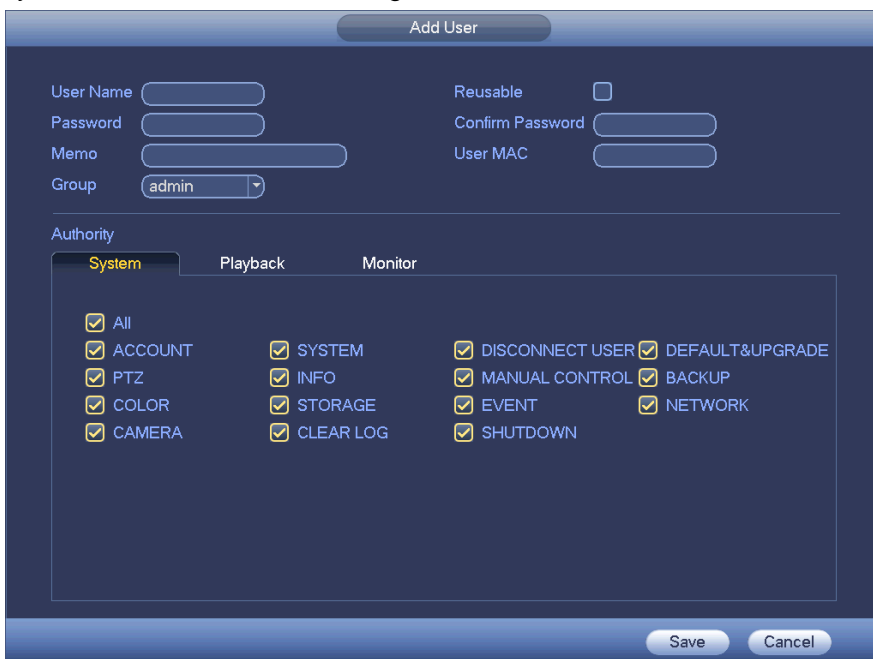 Add User
User Name Reusable
Password Confirm Password
Memo User MAC
Group admin
Authority
System Playback Monitor
All
ACCOUNT SYSTEM DISCONNECT USER DEFAULT&UPGRADE
PTZ INFO MANUAL CONTROL BACKUP
COLOR STORAGE EVENT NETWORK
CAMERA CLEAR LOG SHUTDOWN
Save Cancel